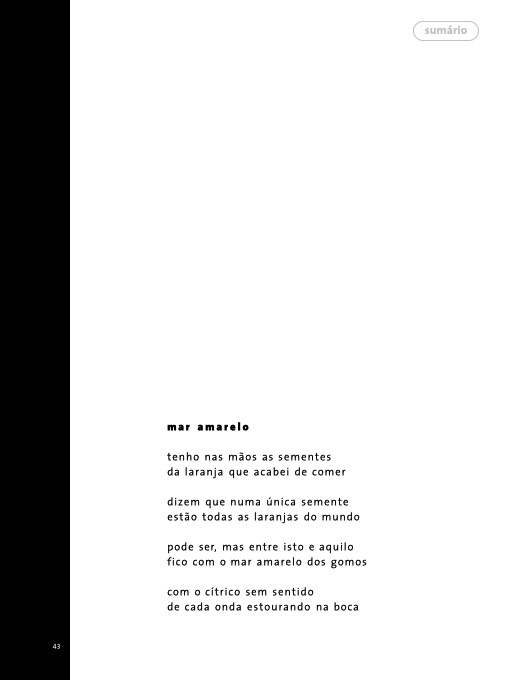 sumário
mar amarelo
tenho nas mãos as sementes
da laranja que acabei de comer
dizem que numa única semente
estão todas as laranjas do mundo
pode ser, mas entre isto e aquilo
fico com o mar amarelo dos gomos
com o cítrico sem sentido
de cada onda estourando na boca
43